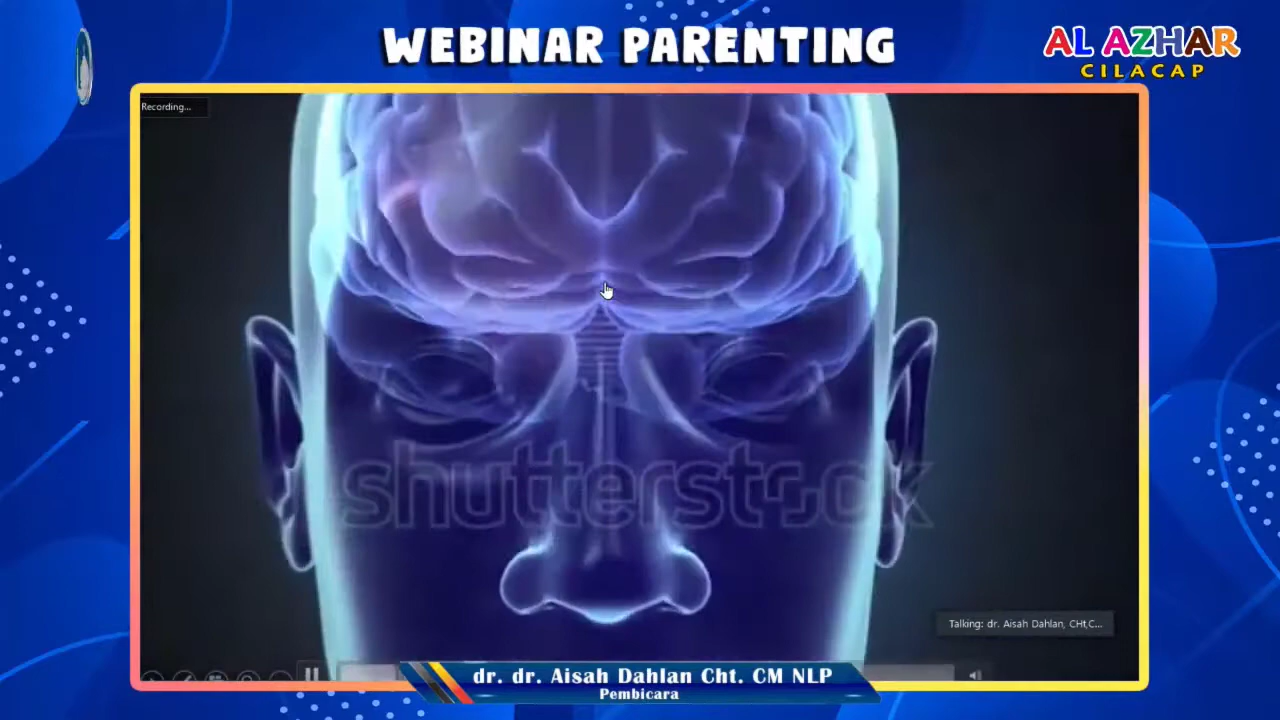 WEBINAR PARENTING
AL AZHAR
CILACAP
Recording...
shutterstock
Talking: dr. Aisah Dahlan, CHt,C...
dr. dr. Aisah Dahlan Cht. CM NLP
Pembicara